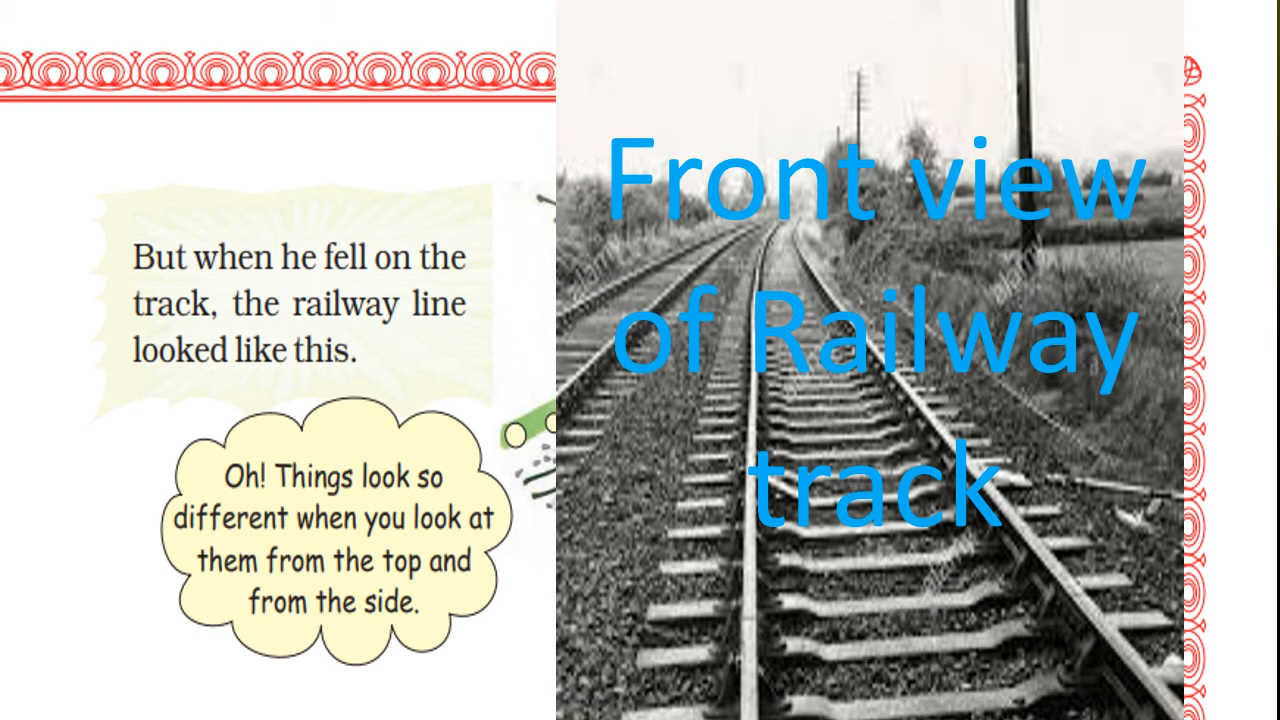 But when he fell on the
track, the railway line
looked like this.
Oh! Things look so
different when you look at
them from the top and
from the side.
Front view
of Railway
track